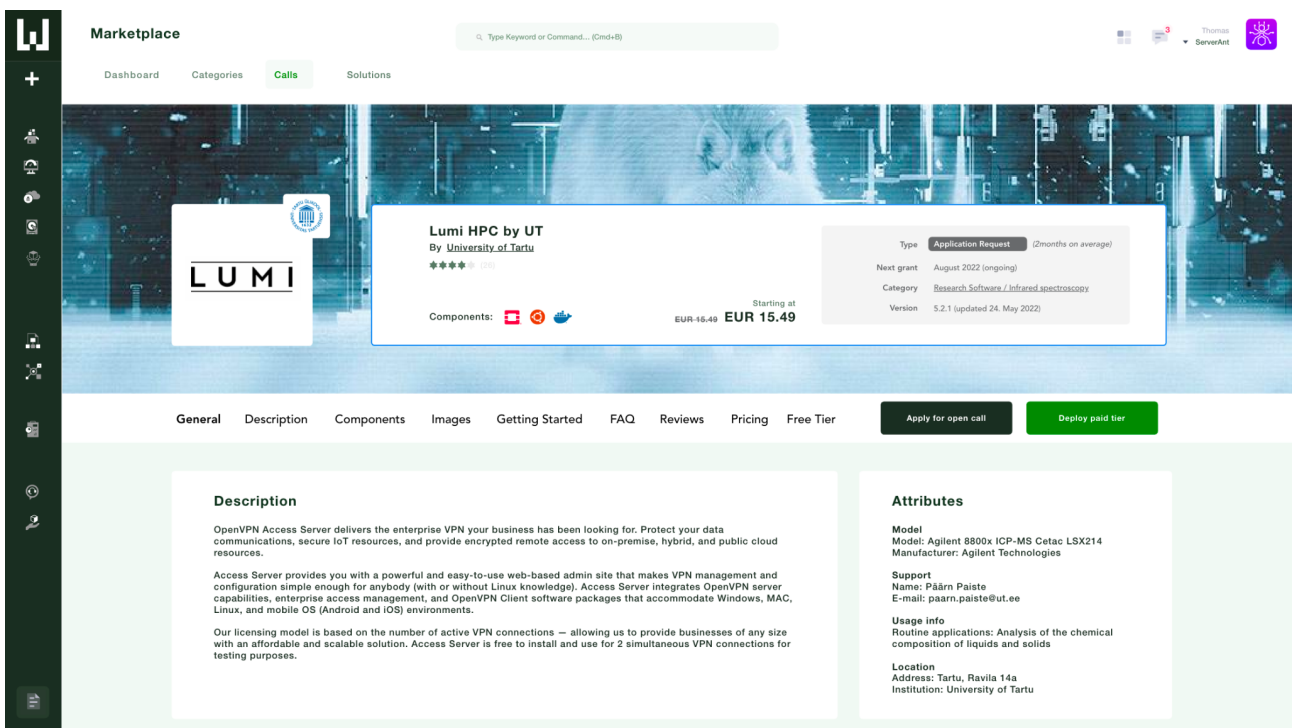 Marketplace
Type Keyword or Command... (Cmd+B)
3
Thomas
ServerAnt
Dashboard
Categories
Calls
Solutions
LUMI
Lumi HPC by UT
By University of Tartu
Components:
Starting at
EUR 15.49 EUR 15.49
Type Application Request (2months on average)
Next grant August 2022 (ongoing)
Category Research Software / Infrared spectroscopy
Version 5.2.1 (updated 24. May 2022)
General
Description
Components
Images
Getting Started
FAQ
Reviews
Pricing
Free Tier
Apply for open call
Deploy paid tier
Description
OpenVPN Access Server delivers the enterprise VPN your business has been looking for. Protect your data
communications, secure IoT resources, and provide encrypted remote access to on-premise, hybrid, and public cloud
resources.
Access Server provides you with a powerful and easy-to-use web-based admin site that makes VPN management and
configuration simple enough for anybody (with or without Linux knowledge). Access Server integrates OpenVPN server
capabilities, enterprise access management, and OpenVPN Client software packages that accommodate Windows, MAC,
Linux, and mobile OS (Android and iOS) environments.
Our licensing model is based on the number of active VPN connections — allowing us to provide businesses of any size
with an affordable and scalable solution. Access Server is free to install and use for 2 simultaneous VPN connections for
testing purposes.
Attributes
Model
Model: Agilent 8800x ICP-MS Cetac LSX214
Manufacturer: Agilent Technologies
Support
Name: Päärn Paiste
E-mail: paarn.paiste@ut.ee
Usage info
Routine applications: Analysis of the chemical
composition of liquids and solids
Location
Address: Tartu, Ravila 14a
Institution: University of Tartu